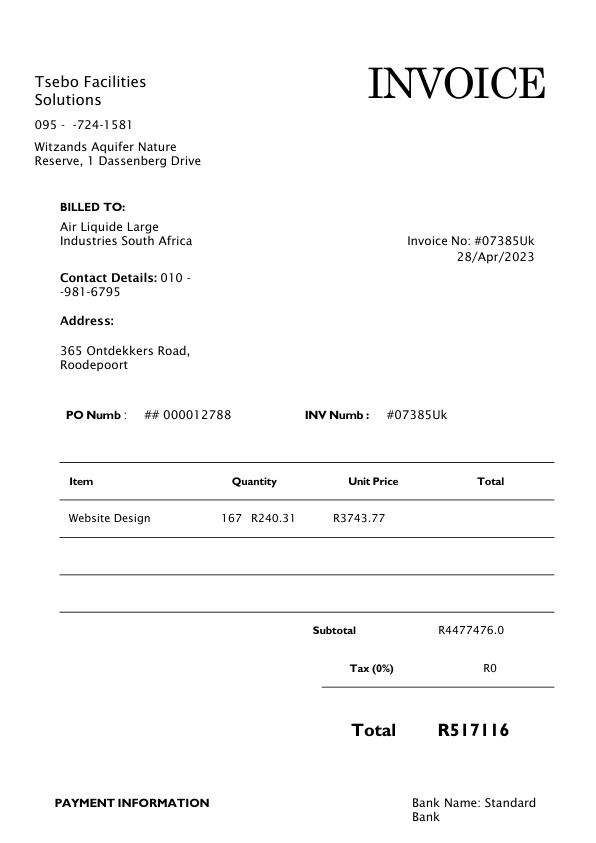 Tsebo Facilities
Solutions
INVOICE
095 -  -724-1581
Witzands Aquifer Nature
Reserve, 1 Dassenberg Drive
BILLED TO:
Air Liquide Large
Industries South Africa
Invoice No: #07385Uk
28/Apr/2023
Contact Details: 010 -
-981-6795
Address:
365 Ontdekkers Road,
Roodepoort
PO Numb : ## 000012788 INV Numb : #07385Uk
Item Quantity Unit Price Total
Website Design 167 R240.31 R3743.77
Subtotal R4477476.0
Tax (0%) R0
Total R517116
PAYMENT INFORMATION
Bank Name: Standard
Bank